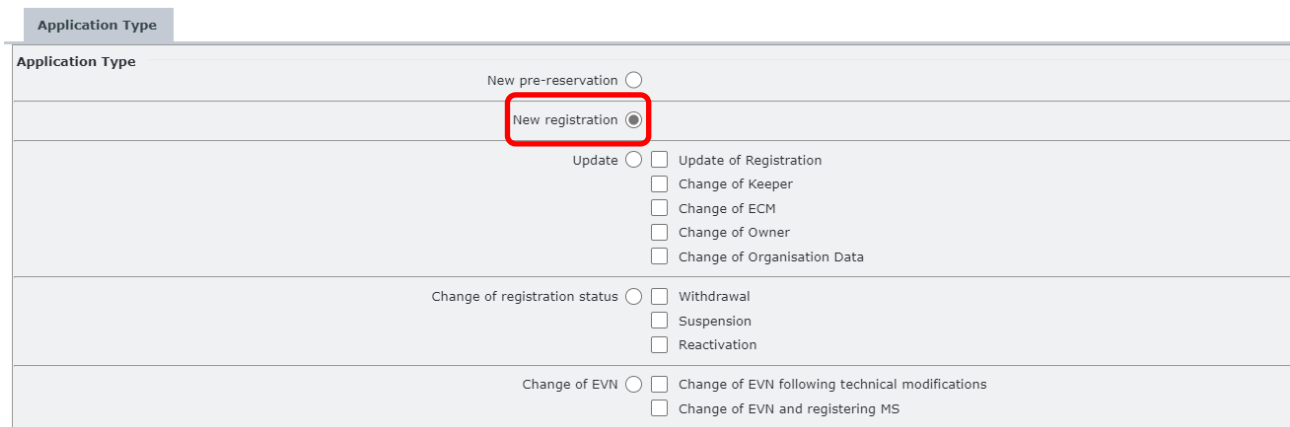 Application Type
Application Type
New pre-reservation
New registration
Update Update of Registration
Change of Keeper
Change of ECM
Change of Owner
Change of Organisation Data
Change of registration status Withdrawal
Suspension
Reactivation
Change of EVN Change of EVN following technical modifications
Change of EVN and registering MS